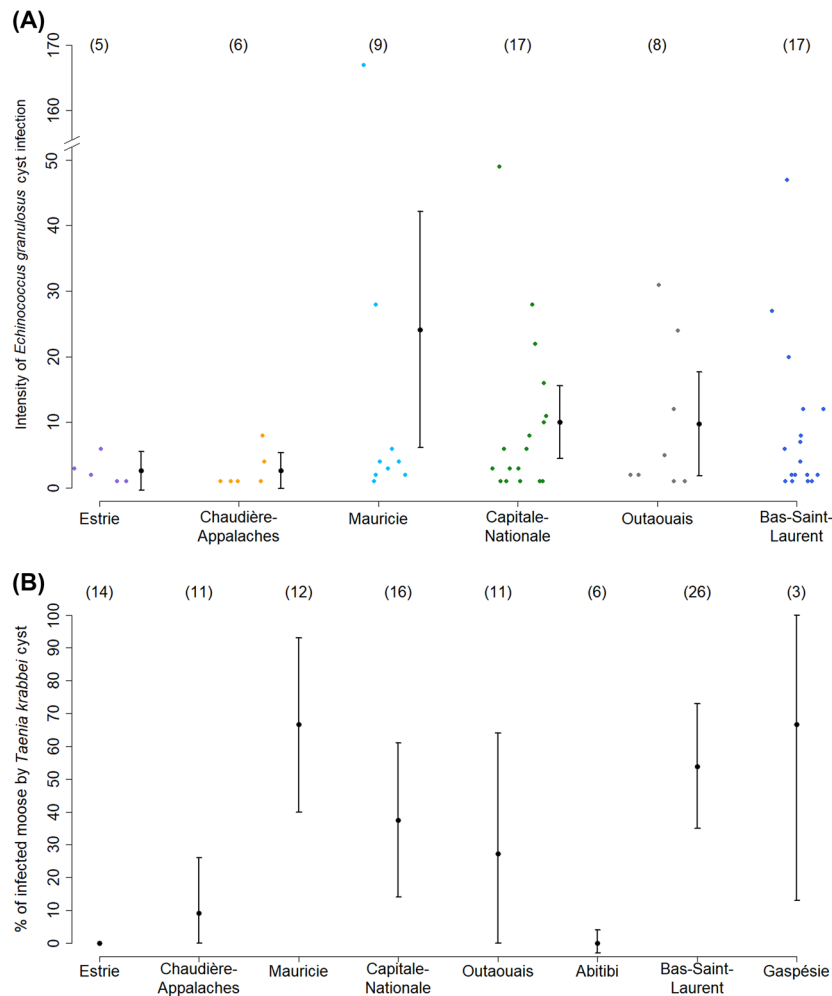 (A)
(5) (6) (9) (17) (8) (17)
Intensity of Echinococcus granulosus cyst infection
170
160
50
40
30
20
10
0
Estrie Chaudière- Mauricie Capitale- Outaouais Bas-Saint-
Appalaches Nationale Laurent
(B)
(14) (11) (12) (16) (11) (6) (26) (3)
% of infected moose by Taenia krabbei cyst
100
90
80
70
60
50
40
30
20
10
0
Estrie Chaudière- Mauricie Capitale- Outaouais Abitibi Bas-Saint- Gaspésie
Appalaches Nationale Laurent